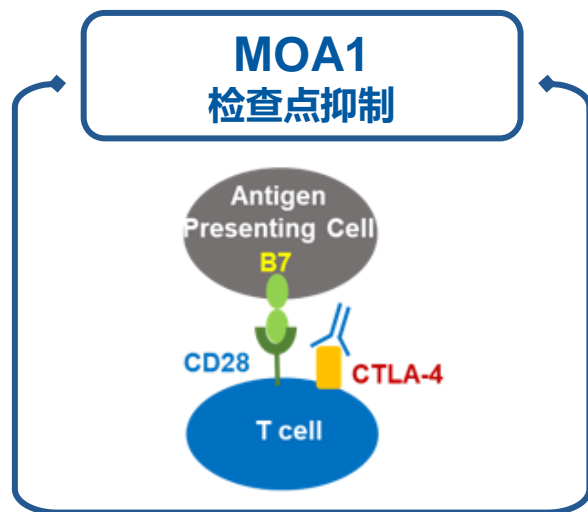 MOA1
检查点抑制
Antigen
Presenting Cell
B7
CD28
CTLA-4
T cell